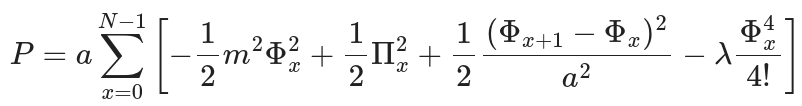 $P = a \sum_{x=0}^{N-1} \left[ -\frac{1}{2} m^2 \Phi_x^2 + \frac{1}{2} \Pi_x^2 + \frac{1}{2} \frac{(\Phi_{x+1} - \Phi_x)^2}{a^2} - \lambda \frac{\Phi_x^4}{4!} \right]$